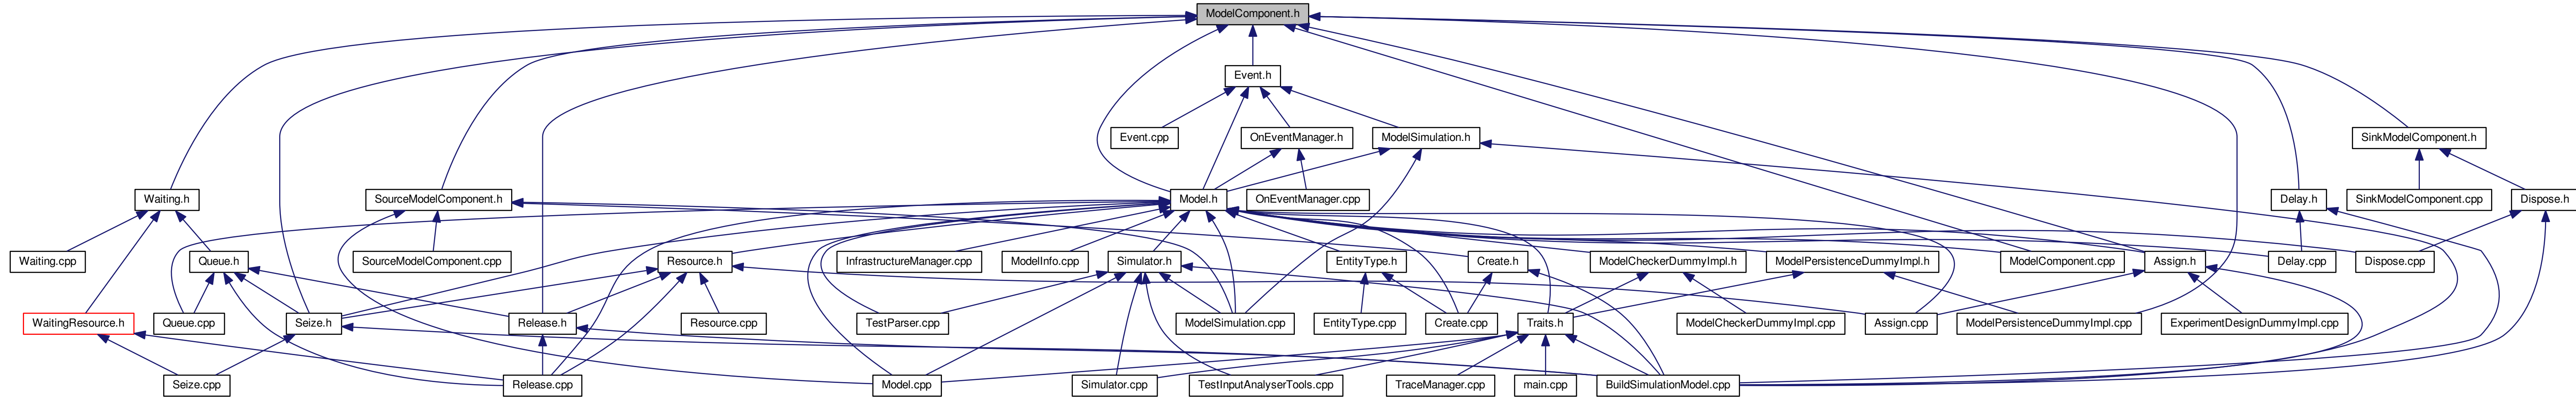 ModelComponent.h
Event.h
Event.cpp
OnEventManager.h
ModelSimulation.h
SinkModelComponent.h
Waiting.h
SourceModelComponent.h
Model.h
OnEventManager.cpp
Delay.h
SinkModelComponent.cpp
Dispose.h
Waiting.cpp
Queue.h
SourceModelComponent.cpp
Resource.h
InfrastructureManager.cpp
ModelInfo.cpp
Simulator.h
EntityType.h
Create.h
ModelCheckerDummyImpl.h
ModelPersistenceDummyImpl.h
ModelComponent.cpp
Assign.h
Delay.cpp
Dispose.cpp
WaitingResource.h
Queue.cpp
Seize.h
Release.h
Resource.cpp
TestParser.cpp
ModelSimulation.cpp
EntityType.cpp
Create.cpp
Traits.h
ModelCheckerDummyImpl.cpp
Assign.cpp
ModelPersistenceDummyImpl.cpp
ExperimentDesignDummyImpl.cpp
Seize.cpp
Release.cpp
Model.cpp
Simulator.cpp
TestInputAnalyserTools.cpp
TraceManager.cpp
main.cpp
BuildSimulationModel.cpp